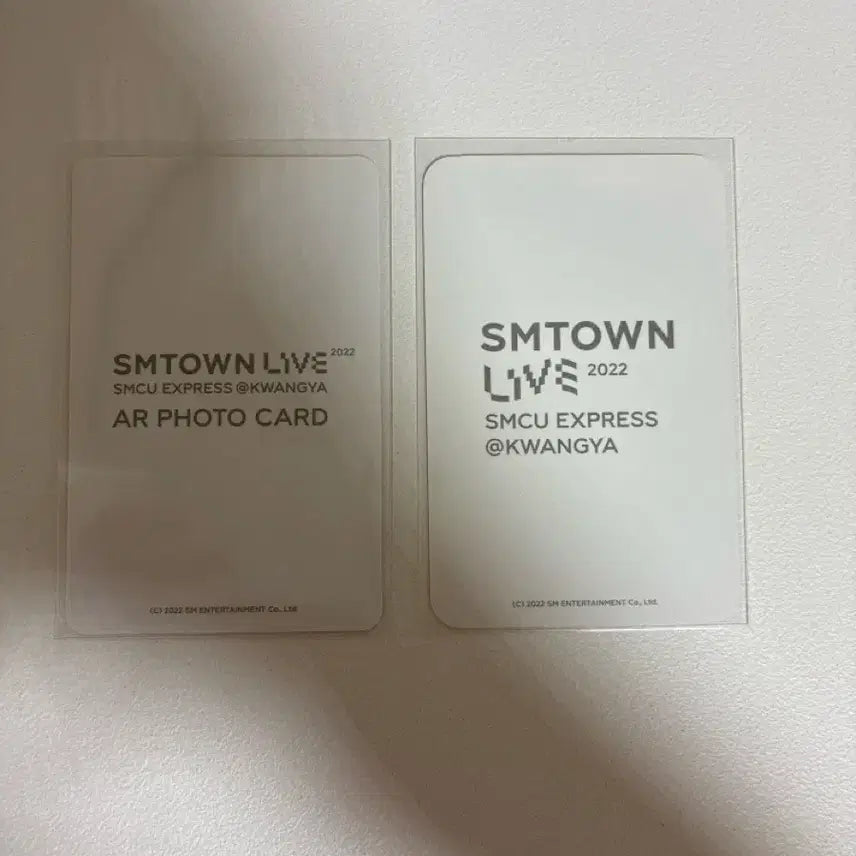 SMTOWN LIVE 2022
SMCU EXPRESS @KWANGYA
AR PHOTO CARD
(C) 2022 SM ENTERTAINMENT Co., Ltd
SMTOWN
LIVE 2022
SMCU EXPRESS
@KWANGYA
(C) 2022 SM ENTERTAINMENT Co., Ltd.